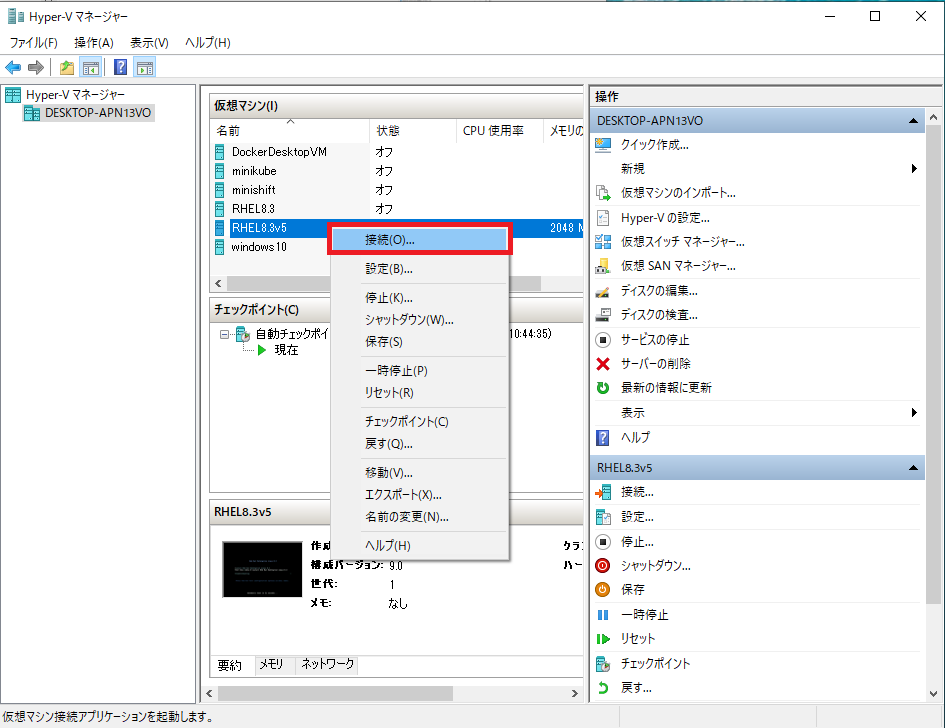 Hyper-V マネージャー
ファイル(F) 操作(A) 表示(V) ヘルプ(H)
Hyper-V マネージャー
DESKTOP-APN13VO
仮想マシン(I)
名前 状態 CPU 使用率 メモリの
DockerDesktopVM オフ
minikube オフ
minishift オフ
RHEL8.3 オフ
RHEL8.3v5 2048 M
windows10
接続(O)...
設定(B)...
停止(K)...
シャットダウン(W)...
保存(S)
一時停止(P)
リセット(R)
チェックポイント(C)
戻す(Q)...
移動(V)...
エクスポート(X)...
名前の変更(N)...
ヘルプ(H)
チェックポイント(C)
自動チェックポイ 10:44:35)
現在
RHEL8.3v5
作成 クラ
構成バージョン: 9.0 ハー
世代: 1
メモ: なし
要約 メモリ ネットワーク
操作
DESKTOP-APN13VO
クイック作成...
新規
仮想マシンのインポート...
Hyper-V の設定...
仮想スイッチ マネージャー...
仮想 SAN マネージャー...
ディスクの編集...
ディスクの検査...
サービスの停止
サーバーの削除
最新の情報に更新
表示
ヘルプ
RHEL8.3v5
接続...
設定...
停止...
シャットダウン...
保存
一時停止
リセット
チェックポイント
戻す...
仮想マシン接続アプリケーションを起動します。